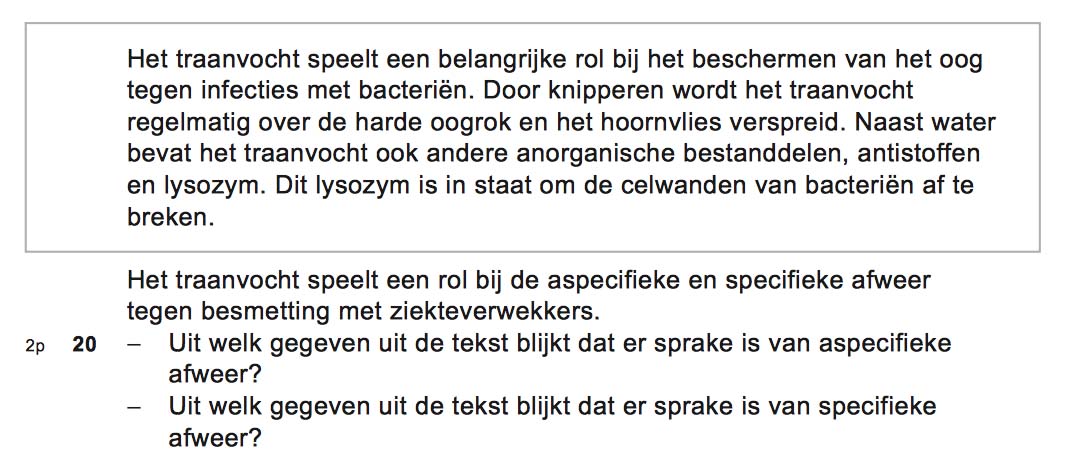 Het traanvocht speelt een belangrijke rol bij het beschermen van het oog
tegen infecties met bacteriën. Door knipperen wordt het traanvocht
regelmatig over de harde oogrok en het hoornvlies verspreid. Naast water
bevat het traanvocht ook andere anorganische bestanddelen, antistoffen
en lysozym. Dit lysozym is in staat om de celwanden van bacteriën af te
breken.
Het traanvocht speelt een rol bij de aspecifieke en specifieke afweer
tegen besmetting met ziekteverwekkers.
2p 20 – Uit welk gegeven uit de tekst blijkt dat er sprake is van aspecifieke
afweer?
– Uit welk gegeven uit de tekst blijkt dat er sprake is van specifieke
afweer?